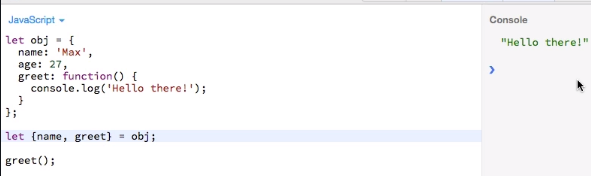 JavaScript
let obj = {
  name: 'Max',
  age: 27,
  greet: function() {
    console.log('Hello there!');
  }
};
let {name, greet} = obj;
greet();
Console
"Hello there!"